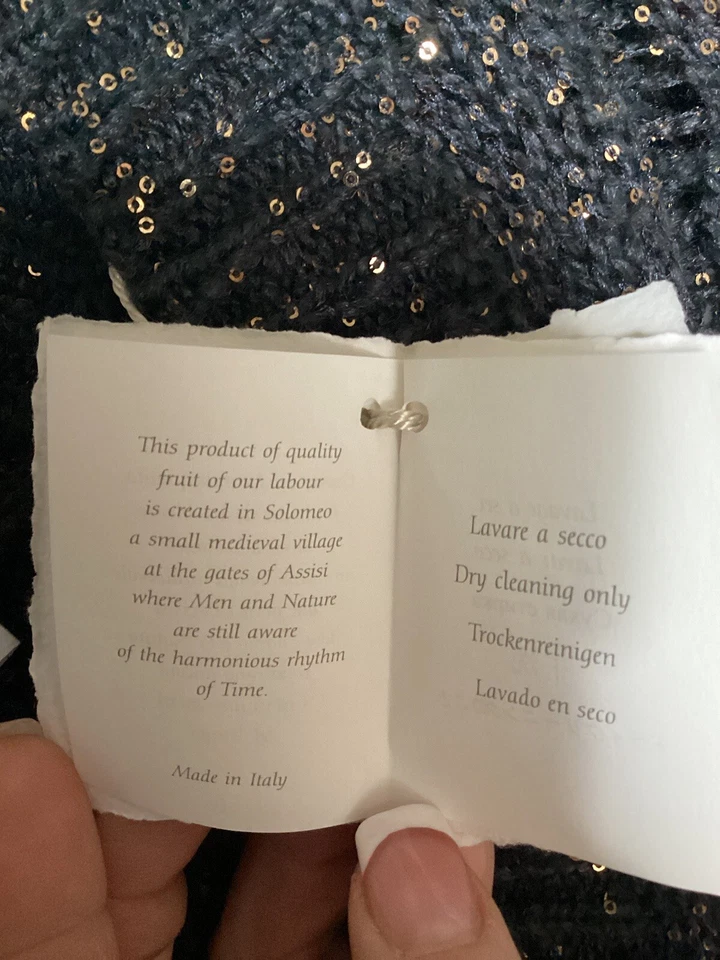 This product of quality
fruit of our labour
is created in Solomeo
a small medieval village
at the gates of Assisi
where Men and Nature
are still aware
of the harmonious rhythm
of Time.
Made in Italy
Lavare a secco
Dry cleaning only
Trockenreinigen
Lavado en seco